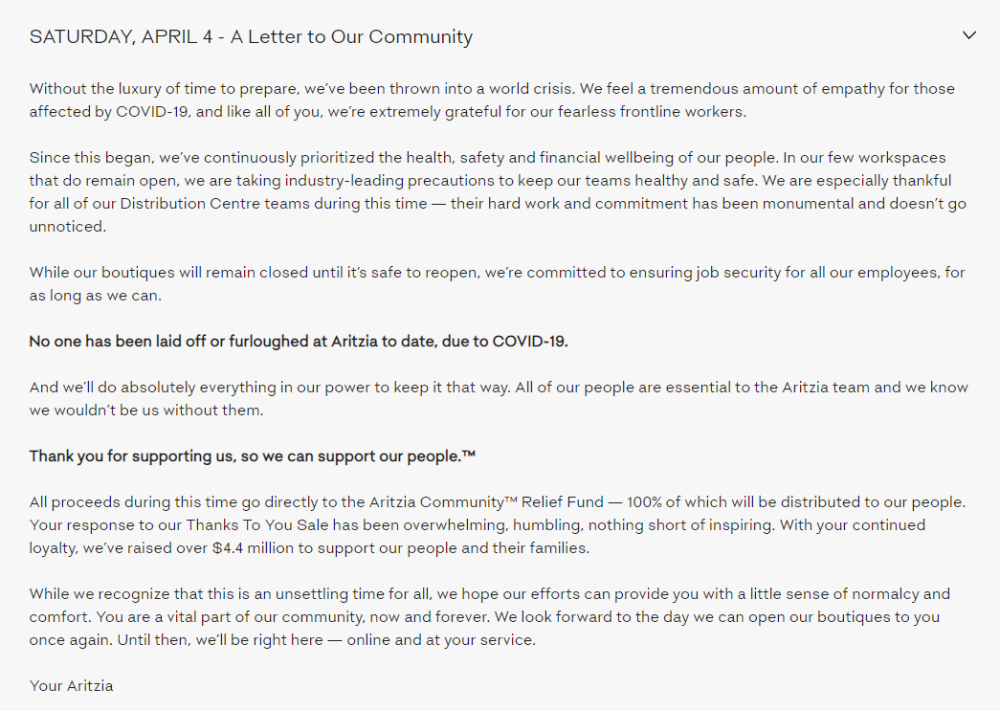 SATURDAY, APRIL 4 - A Letter to Our Community
Without the luxury of time to prepare, we've been thrown into a world crisis. We feel a tremendous amount of empathy for those
affected by COVID-19, and like all of you, we're extremely grateful for our fearless frontline workers.
Since this began, we've continuously prioritized the health, safety and financial wellbeing of our people. In our few workspaces
that do remain open, we are taking industry-leading precautions to keep our teams healthy and safe. We are especially thankful
for all of our Distribution Centre teams during this time — their hard work and commitment has been monumental and doesn't go
unnoticed.
While our boutiques will remain closed until it's safe to reopen, we're committed to ensuring job security for all our employees, for
as long as we can.
No one has been laid off or furloughed at Aritzia to date, due to COVID-19.
And we'll do absolutely everything in our power to keep it that way. All of our people are essential to the Aritzia team and we know
we wouldn't be us without them.
Thank you for supporting us, so we can support our people.™
All proceeds during this time go directly to the Aritzia Community™ Relief Fund — 100% of which will be distributed to our people.
Your response to our Thanks To You Sale has been overwhelming, humbling, nothing short of inspiring. With your continued
loyalty, we've raised over $4.4 million to support our people and their families.
While we recognize that this is an unsettling time for all, we hope our efforts can provide you with a little sense of normalcy and
comfort. You are a vital part of our community, now and forever. We look forward to the day we can open our boutiques to you
once again. Until then, we'll be right here — online and at your service.
Your Aritzia